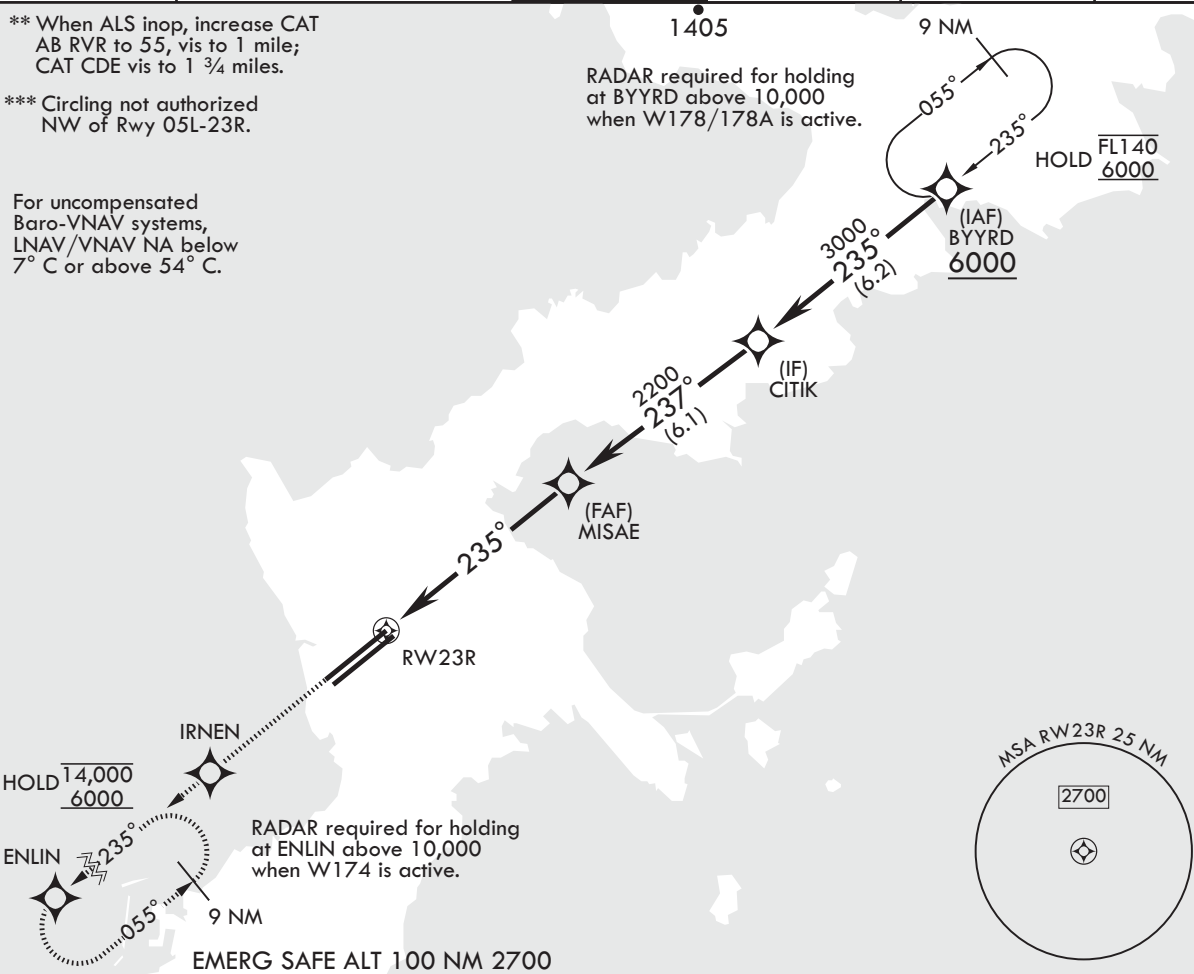 ** When ALS inop, increase CAT
AB RVR to 55, vis to 1 mile;
CAT CDE vis to 1 ¾ miles.
*** Circling not authorized
NW of Rwy 05L-23R.
For uncompensated
Baro-VNAV systems,
LNAV/VNAV NA below
7° C or above 54° C.
1405
9 NM
RADAR required for holding
at BYYRD above 10,000
when W178/178A is active.
055°
235°
HOLD
FL140
6000
(IAF)
BYYRD
6000
3000
235°
(6.2)
(IF)
CITIK
2200
237°
(6.1)
(FAF)
MISAE
235°
RW23R
IRNEN
HOLD
14,000
6000
235°
ENLIN
055°
9 NM
RADAR required for holding
at ENLIN above 10,000
when W174 is active.
EMERG SAFE ALT 100 NM 2700
MSA RW23R 25 NM
2700